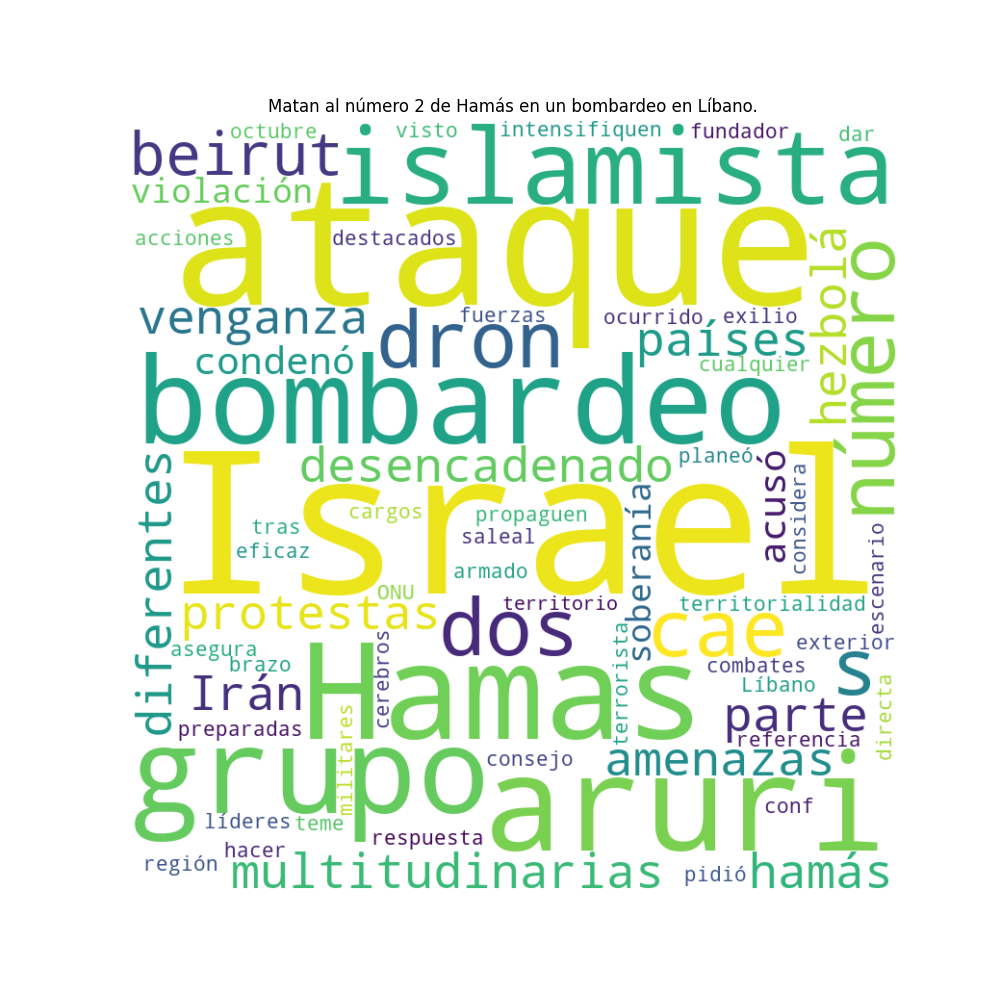 Matan al número 2 de Hamás en un bombardeo en Líbano.
octubre visto intensifiquen fundador dar
beirut islamista
violación
ataque
acciones destacados
hezbolá
número
venganza dron fuerzas ocurrido exilio
condenó países
cualquier
bombardeo
desencadenado planeó
diferentes
Israel
acusó
considera
soberanía
cargos propaguen
tras saleal
eficaz
escenario
armado
ONU territorio territorialidad
protestas dos cae
exterior
asegura
brazo
cerebros
terrorista
combates
s
Irán Hamas Líbano
directa
preparadas parte
militares
referencia
grupo consejo amenazas
aruri
conf
líderes teme
respuesta
hacer
región multitudinarias pidió hamás